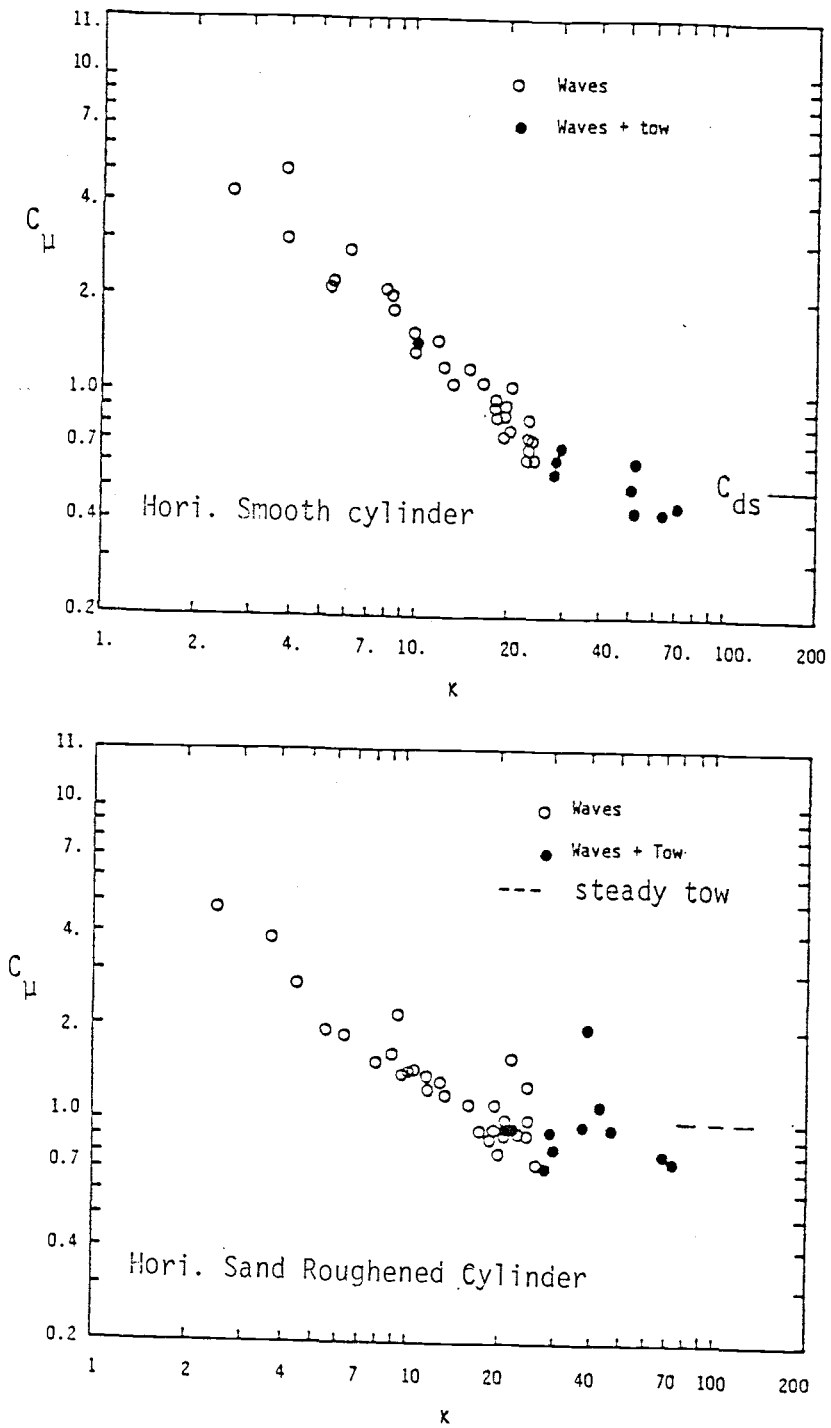 11.
10.
7.
4.
2.
1.0
0.7
0.4
0.2
Cμ
○ Waves
● Waves + tow
Hori. Smooth cylinder
Cds
1. 2. 4. 7. 10. 20. 40. 70. 100. 200
K
11.
10.
7.
4.
2.
1.0
0.7
0.4
0.2
Cμ
○ Waves
● Waves + Tow
--- steady tow
Hori. Sand Roughened Cylinder
1 2 4 7 10 20 40 70 100 200
K